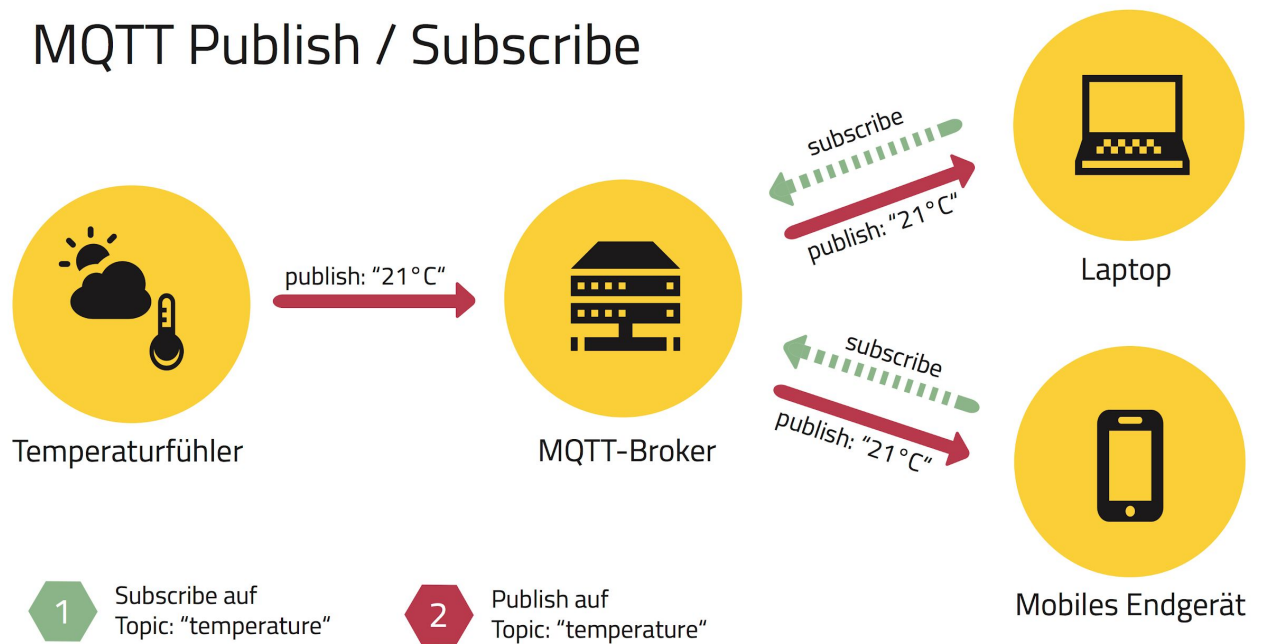 MQTT Publish / Subscribe
subscribe
publish: “21°C“
Laptop
publish: “21°C“
Temperaturfühler
MQTT-Broker
subscribe
publish: “21°C“
Mobiles Endgerät
1
Subscribe auf
Topic: “temperature“
2
Publish auf
Topic: “temperature“